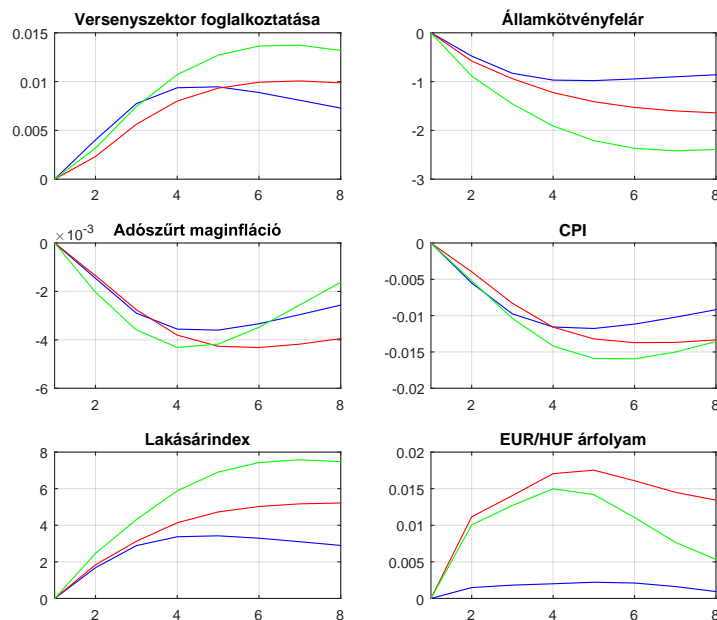 Versenyszektor foglalkoztatása
0.015
0.01
0.005
0
2 4 6 8
Államkötvényfelár
0
-1
-2
-3
2 4 6 8
Adószűrt maginfláció
×10⁻³
0
-2
-4
-6
2 4 6 8
CPI
0
-0.005
-0.01
-0.015
-0.02
2 4 6 8
Lakásárindex
8
6
4
2
0
2 4 6 8
EUR/HUF árfolyam
0.02
0.015
0.01
0.005
0
2 4 6 8